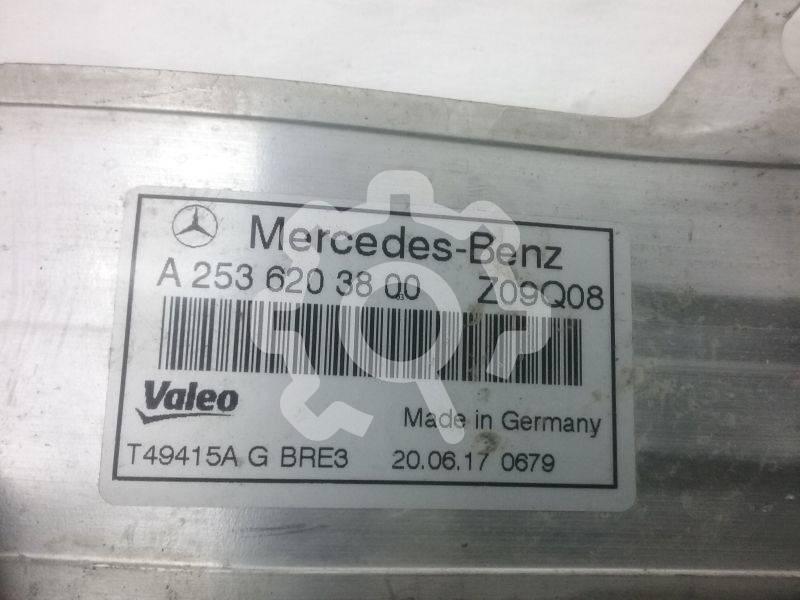 Mercedes-Benz
A 253 620 38 00 Z09Q08
Valeo
Made in Germany
T49415A G BRE3 20.06.17 0679